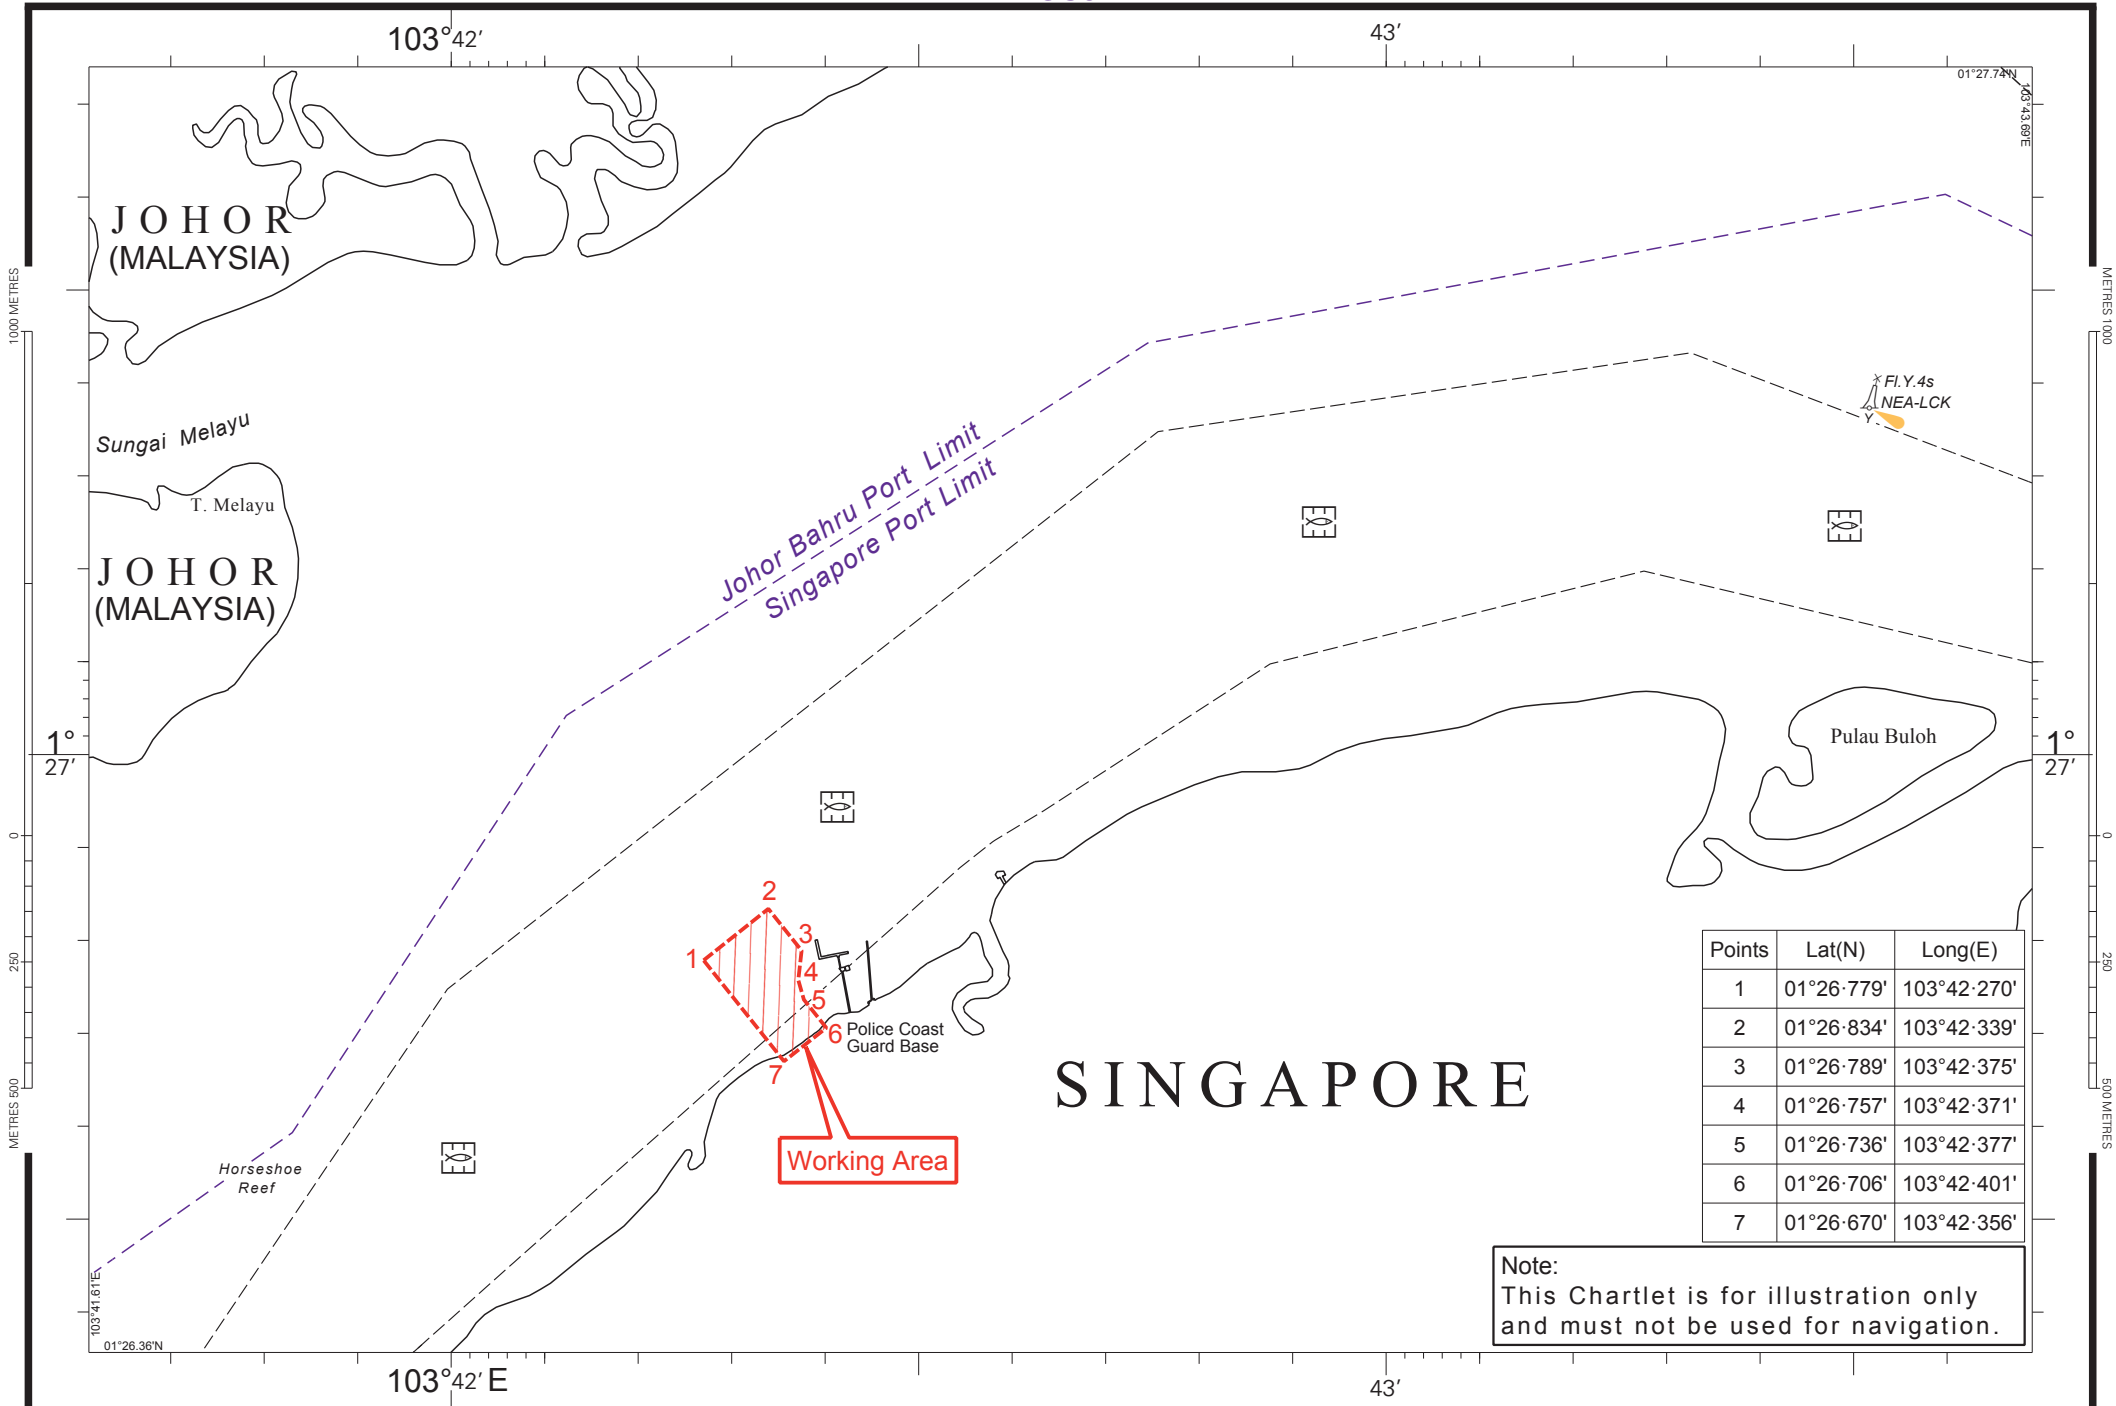 103°42′
43′
01°27.74'N
103°43.69'E
JOHOR
(MALAYSIA)
1000 METRES
METRES 1000
Fl.Y.4s
NEA-LCK
Y
Sungai Melayu
T. Melayu
Johor Bahru Port Limit
Singapore Port Limit
JOHOR
(MALAYSIA)
Pulau Buloh
1°
27′
1°
27′
0
0
2
1
3
4
5
6
7
Police Coast
Guard Base
250
250
SINGAPORE
Points Lat(N) Long(E)
1 01°26·779' 103°42·270'
2 01°26·834' 103°42·339'
3 01°26·789' 103°42·375'
4 01°26·757' 103°42·371'
5 01°26·736' 103°42·377'
6 01°26·706' 103°42·401'
7 01°26·670' 103°42·356'
METRES 500
500 METRES
Working Area
Horseshoe
Reef
Note:
This Chartlet is for illustration only
and must not be used for navigation.
103°41.61'E
01°26.36'N
103°42′ E
43′